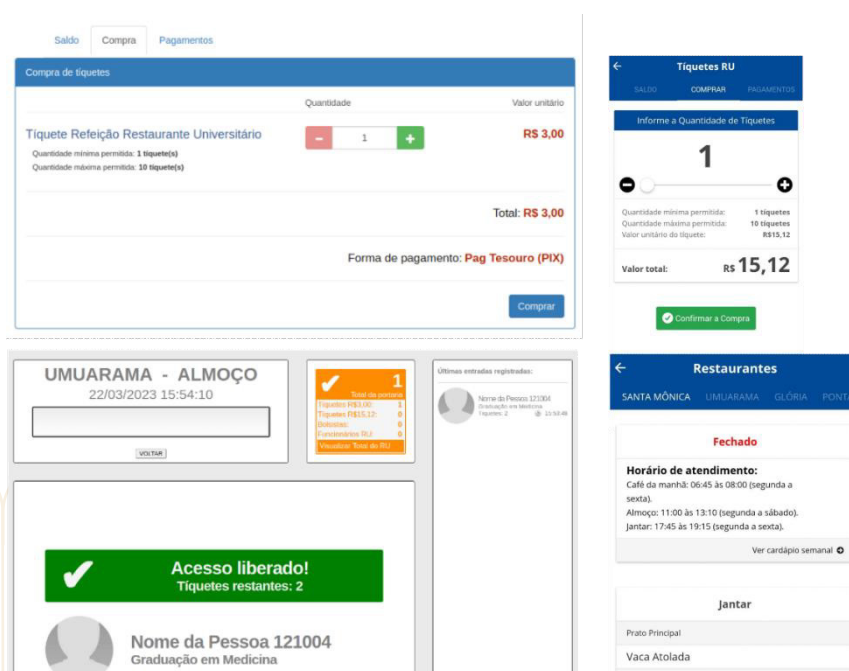 Saldo Compra Pagamentos
Compra de tíquetes
Quantidade Valor unitário
Tíquete Refeição Restaurante Universitário
Quantidade mínima permitida: 1 tíquete(s)
Quantidade máxima permitida: 10 tíquete(s)
1
R$ 3,00
Total: R$ 3,00
Forma de pagamento: Pag Tesouro (PIX)
Comprar
Tíquetes RU
SALDO COMPRAR PAGAMENTOS
Informe a Quantidade de Tíquetes
1
Quantidade mínima permitida: 1 tíquetes
Quantidade máxima permitida: 10 tíquetes
Valor unitário do tíquete: R$15,12
Valor total: R$ 15,12
Confirmar a Compra
UMUARAMA - ALMOÇO
22/03/2023 15:54:10
VOLTAR
1
Total da portaria
Tíquetes R$3,00: 1
Tíquetes R$15,12: 0
Bolsistas: 0
Funcionários RU: 0
Visualizar Total do RU
Últimas entradas registradas:
Nome da Pessoa 121004
Graduação em Medicina
Tíquetes: 2
Acesso liberado!
Tíquetes restantes: 2
Nome da Pessoa 121004
Graduação em Medicina
Restaurantes
SANTA MÔNICA UMUARAMA GLÓRIA PONTA
Fechado
Horário de atendimento:
Café da manhã: 06:45 às 08:00 (segunda a
sexta).
Almoço: 11:00 às 13:10 (segunda a sábado).
Jantar: 17:45 às 19:15 (segunda a sexta).
Ver cardápio semanal
Jantar
Prato Principal
Vaca Atolada